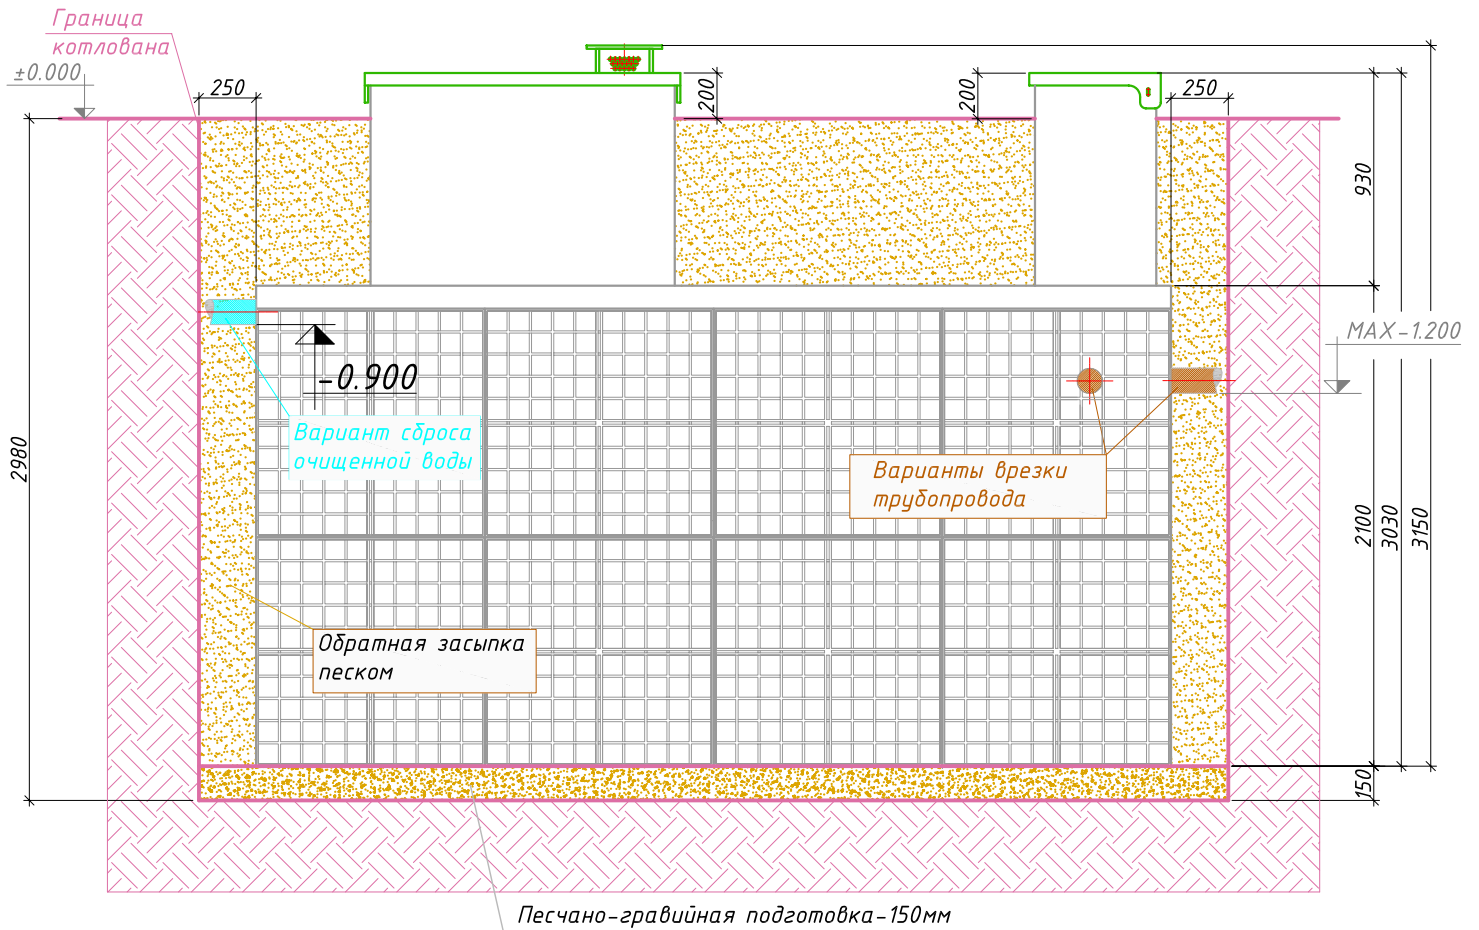 Граница
котлована
±0.000
250
200
200
250
930
MAX-1.200
-0.900
Вариант сброса
очищенной воды
Варианты врезки
трубопровода
2980
2100
3030
3150
Обратная засыпка
песком
150
Песчано-гравийная подготовка-150мм